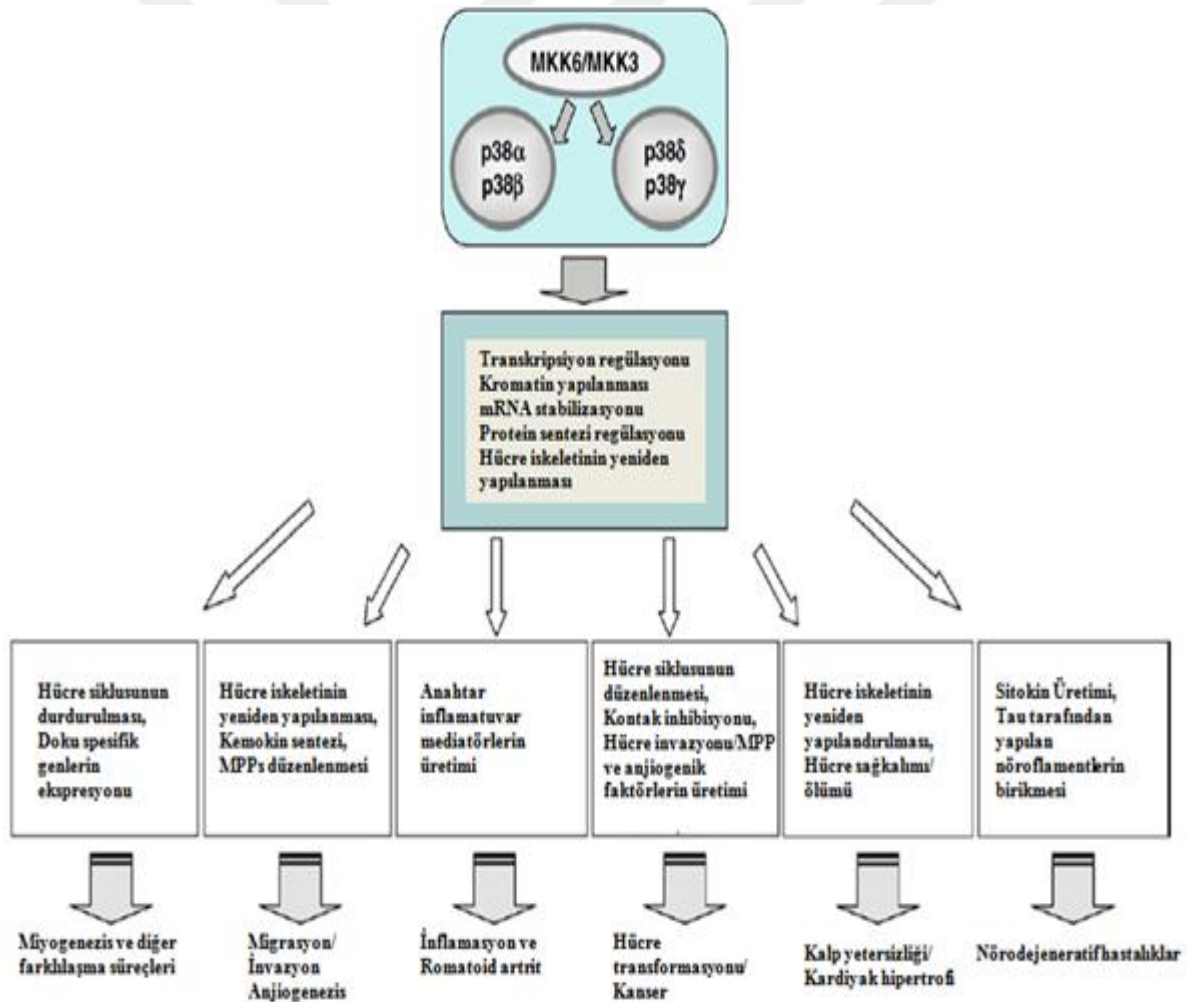 MKK6/MKK3
p38α
p38β
p38δ
p38γ
Transkripsiyon regülasyonu
Kromatin yapılanması
mRNA stabilizasyonu
Protein sentezi regülasyonu
Hücre iskeletinin yeniden
yapılanması
Hücre siklusunun
durdurulması,
Doku spesifik
genlerin
ekspresyonu
Hücre iskeletinin
yeniden yapılanması,
Kemokin sentezi,
MPPs düzenlenmesi
Anahtar
inflamatuvar
mediatörlerin
üretimi
Hücre siklusunun
düzenlenmesi,
Kontak inhibisyonu,
Hücre invazyonu/MPP
ve anjiogenik
faktörlerin üretimi
Hücre iskeletinin
yeniden
yapılandırılması,
Hücre sağkalımı/
ölümü
Sitokin Üretimi,
Tau tarafından
yapılan
nöroflamentlerin
birikmesi
Miyogenezis ve diğer
farklılaşma süreçleri
Migrasyon/
İnvazyon
Anjiogenezis
İnflamasyon ve
Romatoid artrit
Hücre
transformasyonu/
Kanser
Kalp yetersizliği/
Kardiyak hipertrofi
Nörodejeneratif hastalıklar